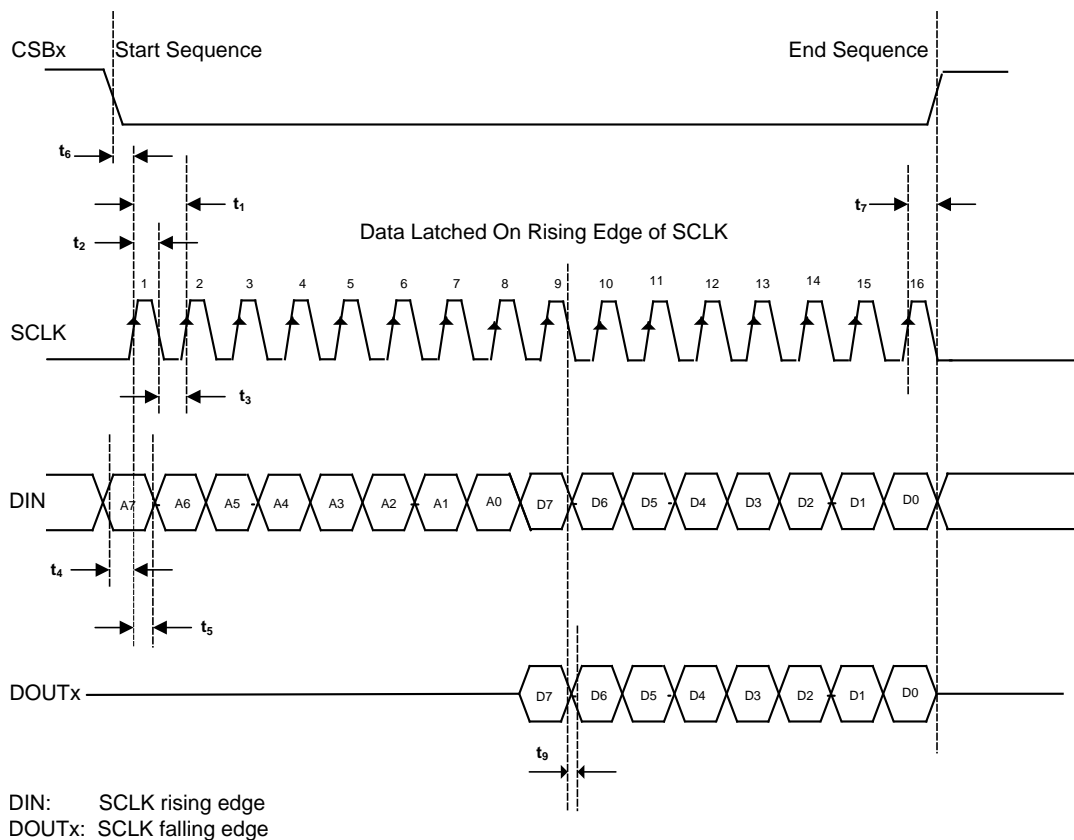 CSBx Start Sequence End Sequence
t₆
t₁ t₇
t₂ Data Latched On Rising Edge of SCLK
1 2 3 4 5 6 7 8 9 10 11 12 13 14 15 16
SCLK
t₃
DIN A7 A6 A5 A4 A3 A2 A1 A0 D7 D6 D5 D4 D3 D2 D1 D0
t₄
t₅
DOUTx D7 D6 D5 D4 D3 D2 D1 D0
t₉
DIN: SCLK rising edge
DOUTx: SCLK falling edge